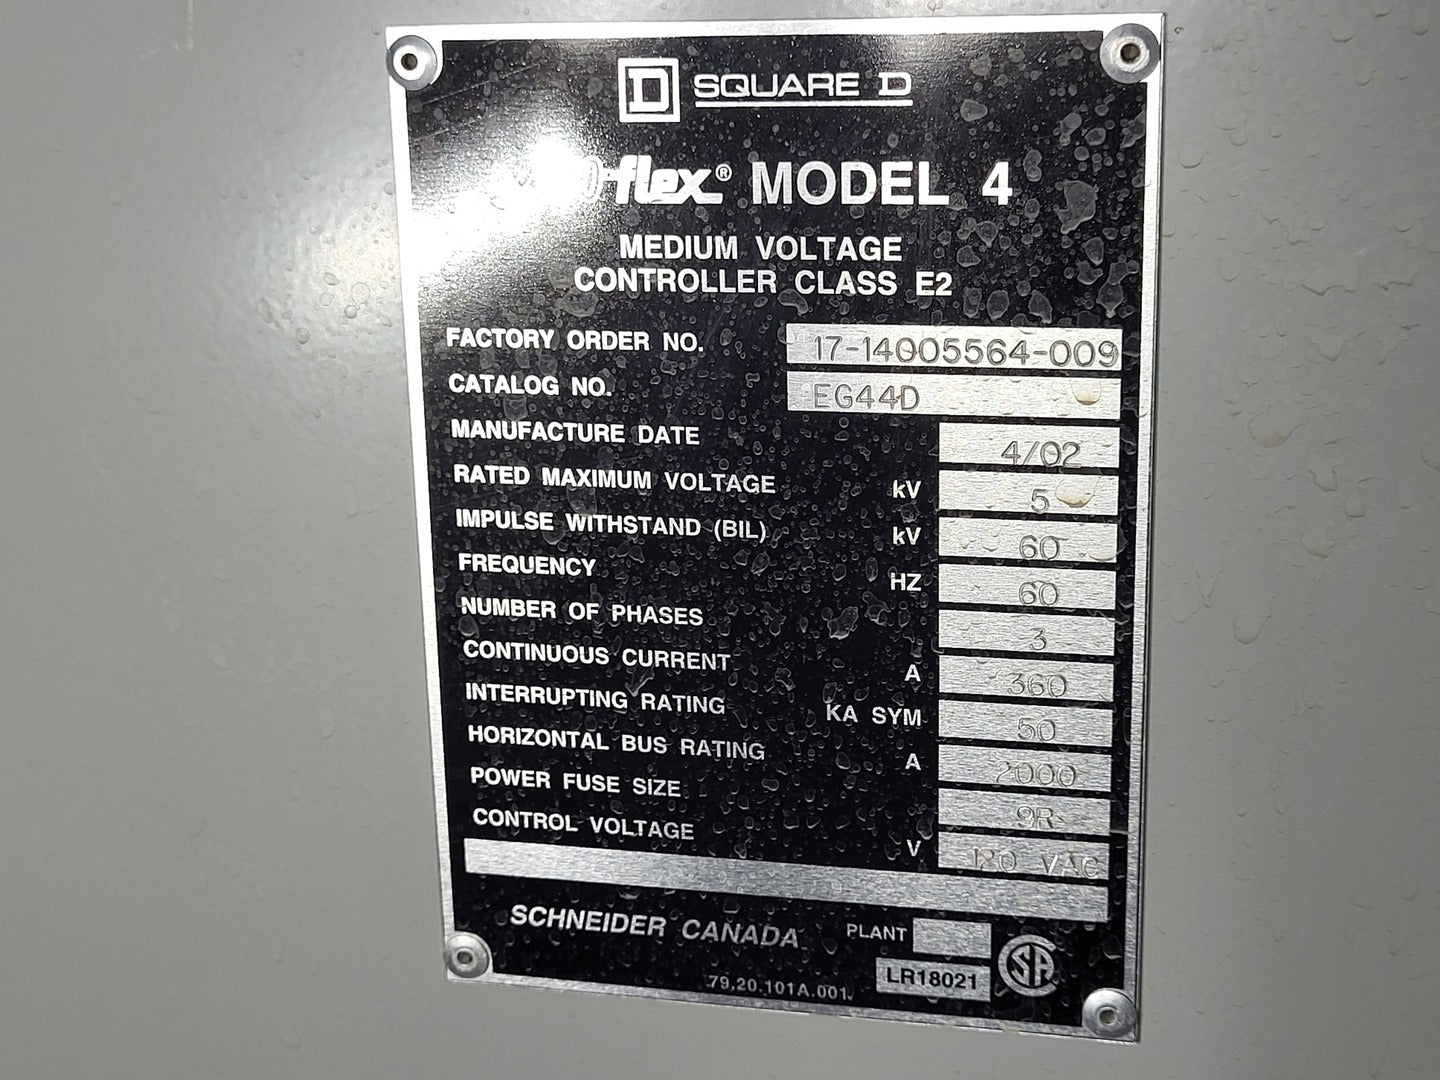 D SQUARE D
flex® MODEL 4
MEDIUM VOLTAGE
CONTROLLER CLASS E2
FACTORY ORDER NO. 17-14005564-009
CATALOG NO. EG44D
MANUFACTURE DATE 4/02
RATED MAXIMUM VOLTAGE kV 5
IMPULSE WITHSTAND (BIL) kV 60
FREQUENCY HZ 60
NUMBER OF PHASES 3
CONTINUOUS CURRENT A 360
INTERRUPTING RATING KA SYM 50
HORIZONTAL BUS RATING A 2000
POWER FUSE SIZE 9R
CONTROL VOLTAGE V 120 VAC
SCHNEIDER CANADA PLANT
LR18021 SA
79.20.101A.001.